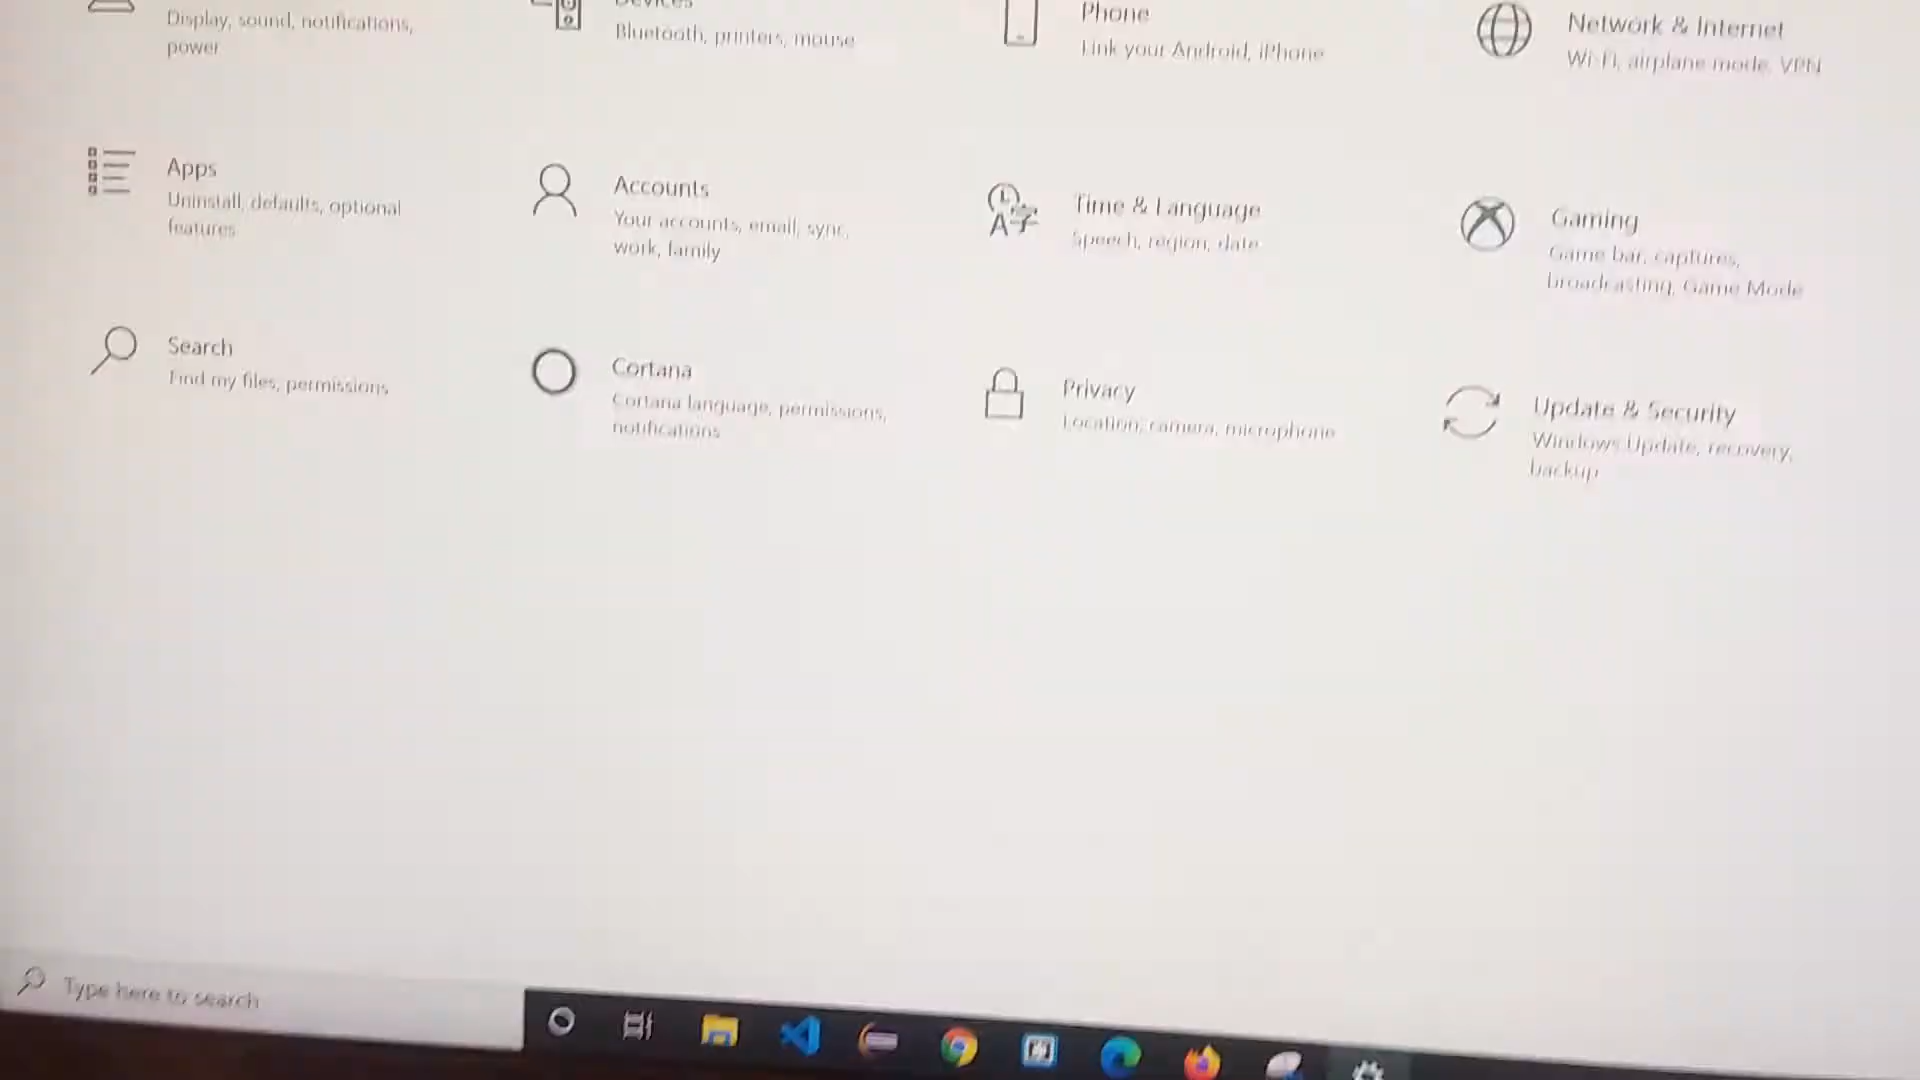 Display, sound, notifications,
power
Devices
Bluetooth, printers, mouse
Phone
Link your Android, iPhone
Network & Internet
Wi-Fi, airplane mode, VPN
Apps
Uninstall, defaults, optional
features
Accounts
Your accounts, email, sync,
work, family
Time & Language
A字
Speech, region, date
Gaming
Game bar, captures,
broadcasting, Game Mode
Search
Find my files, permissions
Cortana
Cortana language, permissions,
notifications
Privacy
Location, camera, microphone
Update & Security
Windows Update, recovery,
backup
Type here to search